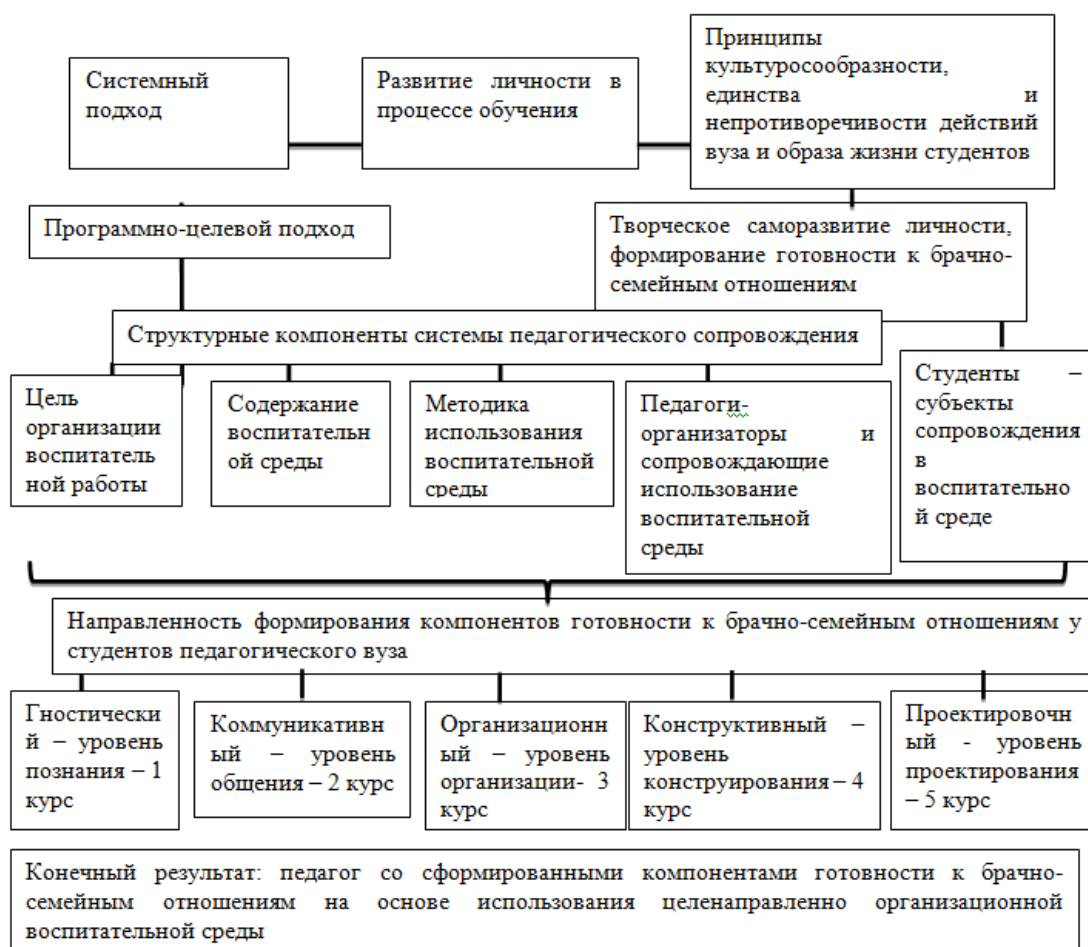 Системный
подход
Развитие личности в
процессе обучения
Принципы
культуросообразности,
единства и
непротиворечивости действий
вуза и образа жизни студентов
Программно-целевой подход
Творческое саморазвитие личности,
формирование готовности к брачно-
семейным отношениям
Структурные компоненты системы педагогического сопровождения
Цель
организации
воспитатель
ной работы
Содержание
воспитательн
ой среды
Методика
использования
воспитательной
среды
Педагоги-
организаторы и
сопровождающие
использование
воспитательной
среды
Студенты –
субъекты
сопровождения
в
воспитательно
й среде
Направленность формирования компонентов готовности к брачно-семейным отношениям у
студентов педагогического вуза
Гностически
й – уровень
познания – 1
курс
Коммуникативн
ый – уровень
общения – 2 курс
Организационн
ый – уровень
организации- 3
курс
Конструктивный –
уровень
конструирования – 4
курс
Проектировочн
ый - уровень
проектирования
– 5 курс
Конечный результат: педагог со сформированными компонентами готовности к брачно-
семейным отношениям на основе использования целенаправленно организационной
воспитательной среды